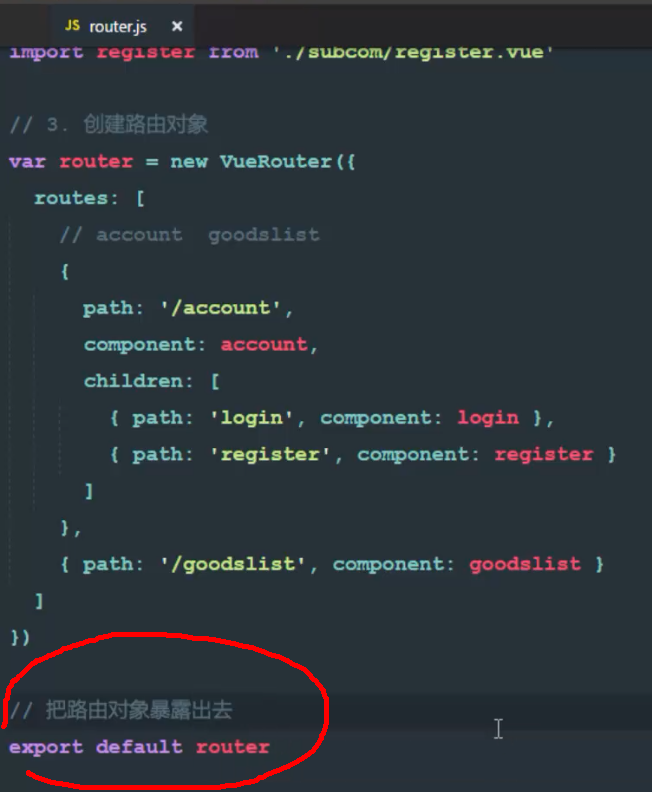 JS router.js ×
import register from './subcom/register.vue'
// 3. 创建路由对象
var router = new VueRouter({
routes: [
// account goodslist
{
path: '/account',
component: account,
children: [
{ path: 'login', component: login },
{ path: 'register', component: register }
]
},
{ path: '/goodslist', component: goodslist }
]
})
// 把路由对象暴露出去
export default router